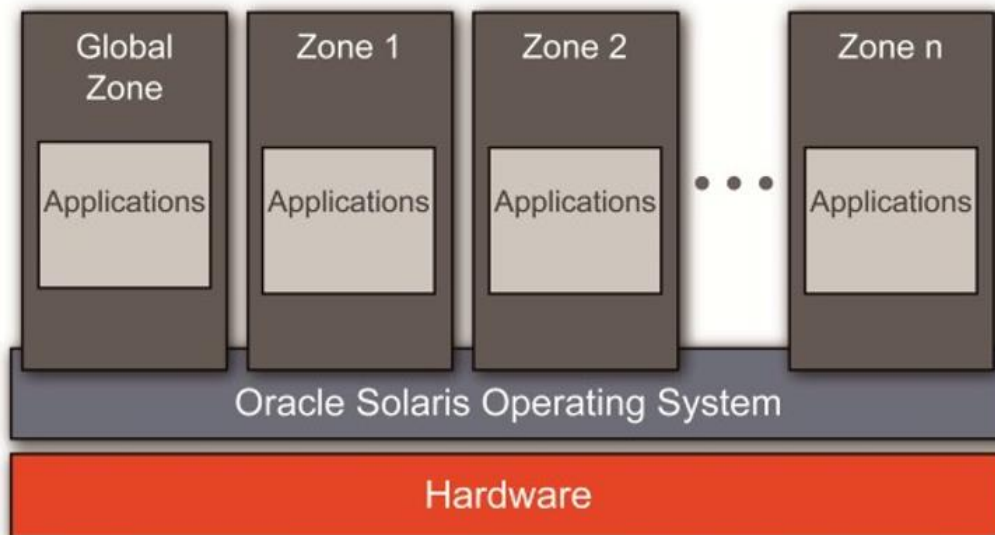 Global
Zone
Zone 1
Zone 2
Zone n
Applications
Applications
Applications
Applications
Oracle Solaris Operating System
Hardware